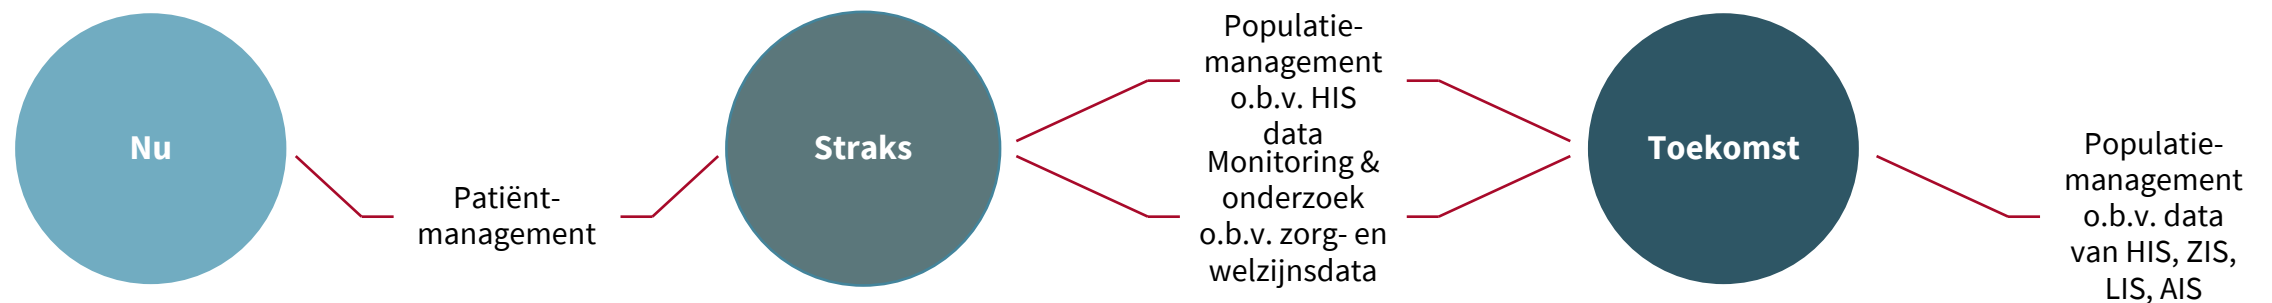 Nu
Patiënt-
management
Straks
Populatie-
management
o.b.v. HIS
data
Monitoring &
onderzoek
o.b.v. zorg- en
welzijnsdata
Toekomst
Populatie-
management
o.b.v. data
van HIS, ZIS,
LIS, AIS